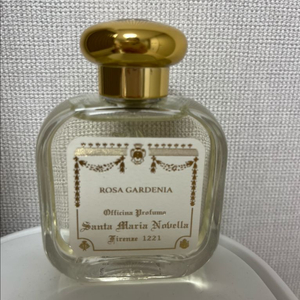 ROSA GARDENIA
Officina Profumo
Santa Maria Novella
Firenze 1221